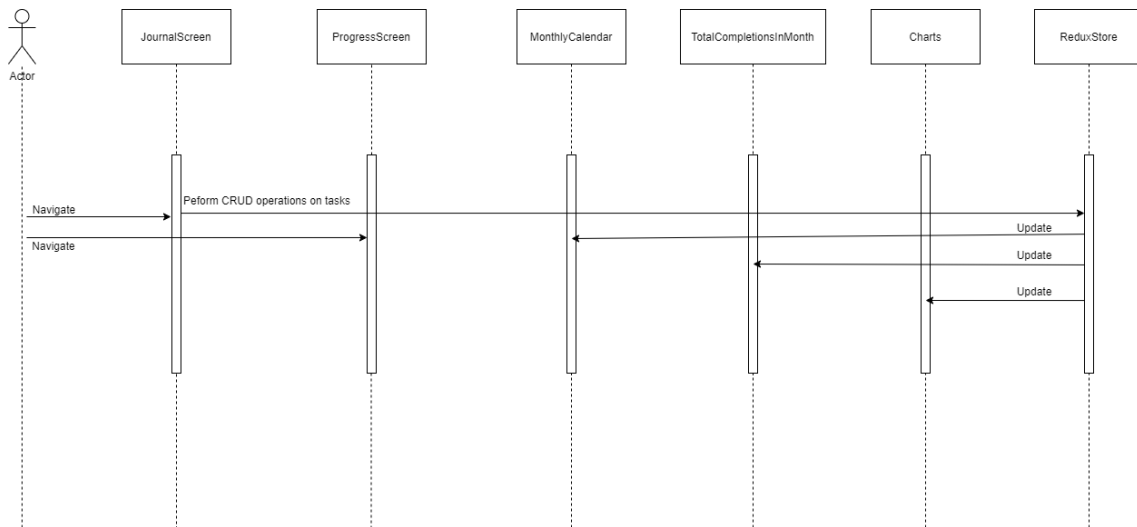 JournalScreen
ProgressScreen
MonthlyCalendar
TotalCompletionsInMonth
Charts
ReduxStore
Actor
Peform CRUD operations on tasks
Navigate
Update
Navigate
Update
Update